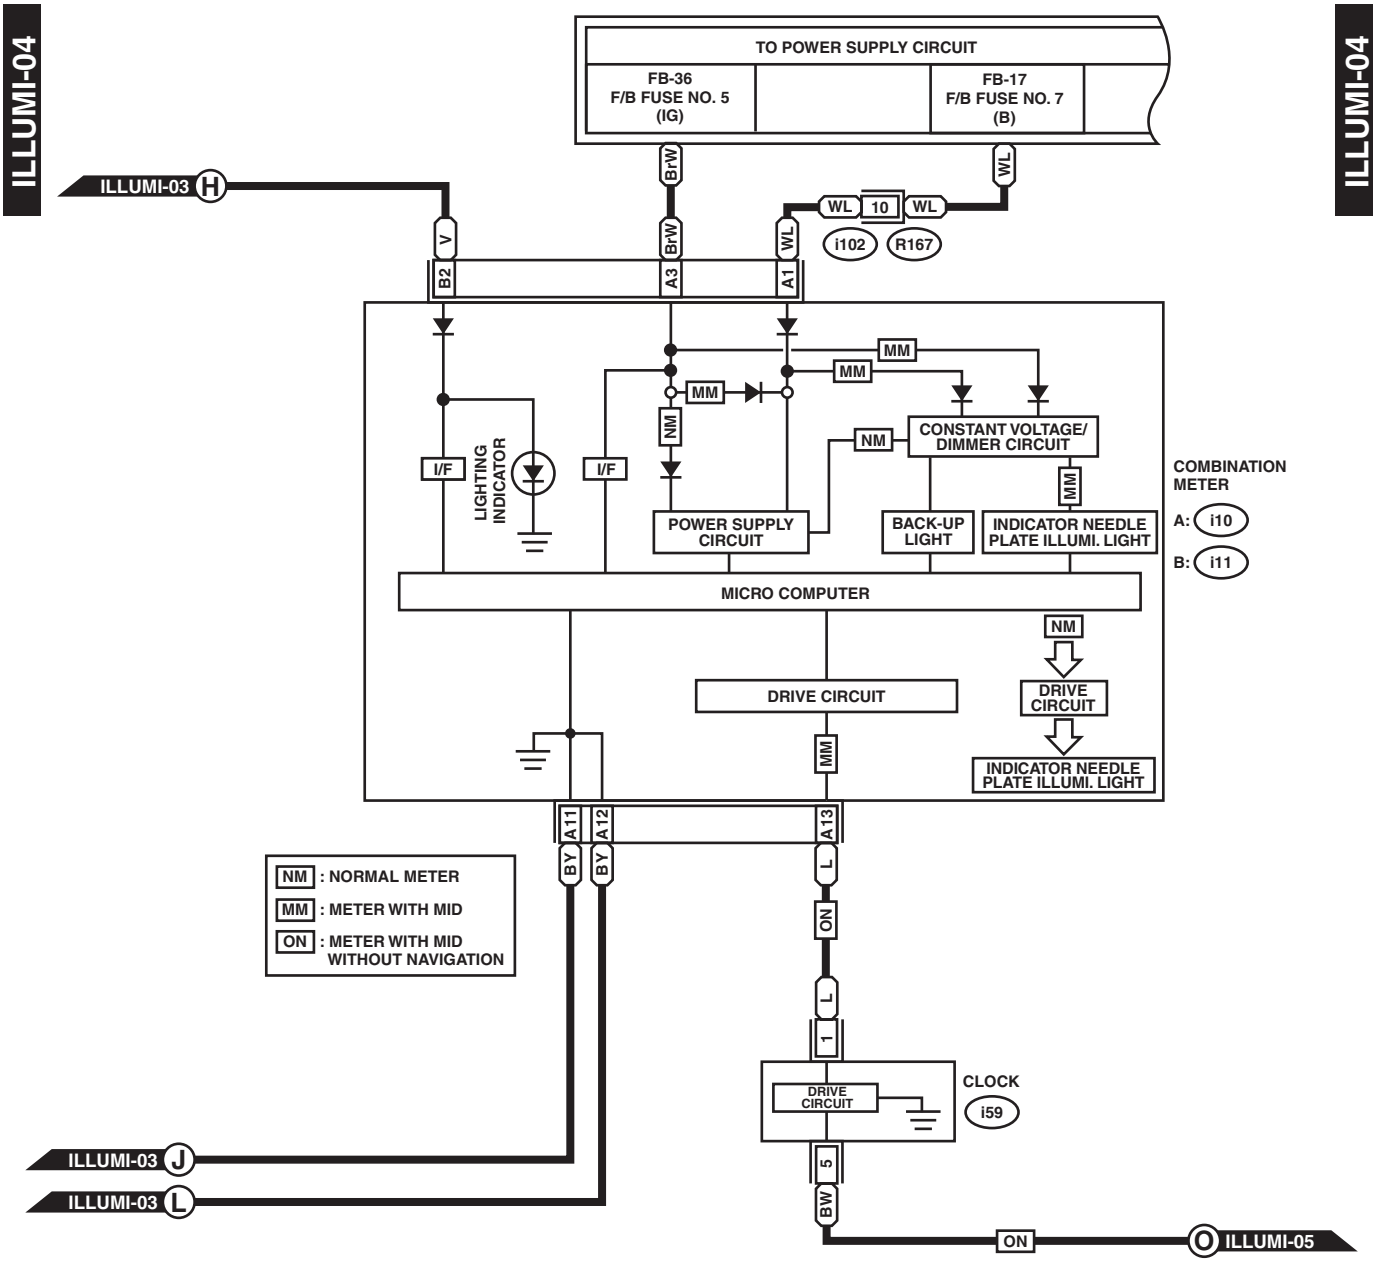 ILLUMI-04
ILLUMI-04
TO POWER SUPPLY CIRCUIT
FB-36
F/B FUSE NO. 5
(IG)
FB-17
F/B FUSE NO. 7
(B)
ILLUMI-03 H
BrW
WL
WL 10 WL
i102 R167
V
BrW
WL
B2
A3
A1
MM
MM
MM
NM
NM
CONSTANT VOLTAGE/
DIMMER CIRCUIT
I/F
LIGHTING
INDICATOR
I/F
MM
COMBINATION
METER
A: i10
B: i11
POWER SUPPLY
CIRCUIT
BACK-UP
LIGHT
INDICATOR NEEDLE
PLATE ILLUMI. LIGHT
MICRO COMPUTER
NM
DRIVE CIRCUIT
DRIVE
CIRCUIT
MM
INDICATOR NEEDLE
PLATE ILLUMI. LIGHT
A11
A12
A13
BY
BY
L
NM : NORMAL METER
MM : METER WITH MID
ON : METER WITH MID
WITHOUT NAVIGATION
ON
L
1
DRIVE
CIRCUIT
CLOCK
i59
5
BW
ILLUMI-03 J
ILLUMI-03 L
ON
O ILLUMI-05